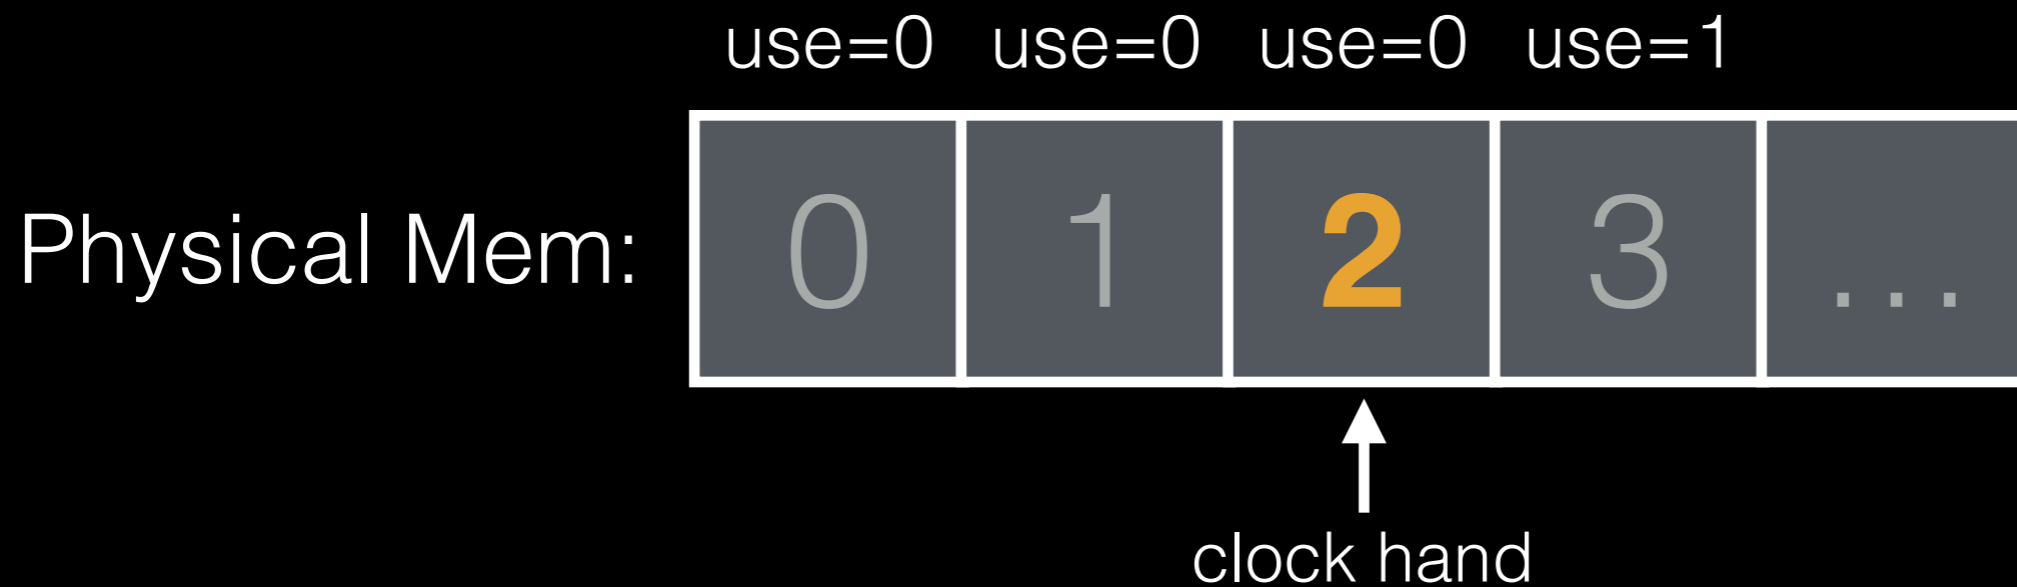 use=0 use=0 use=0 use=1
Physical Mem: 0 1 2 3 ...
clock hand